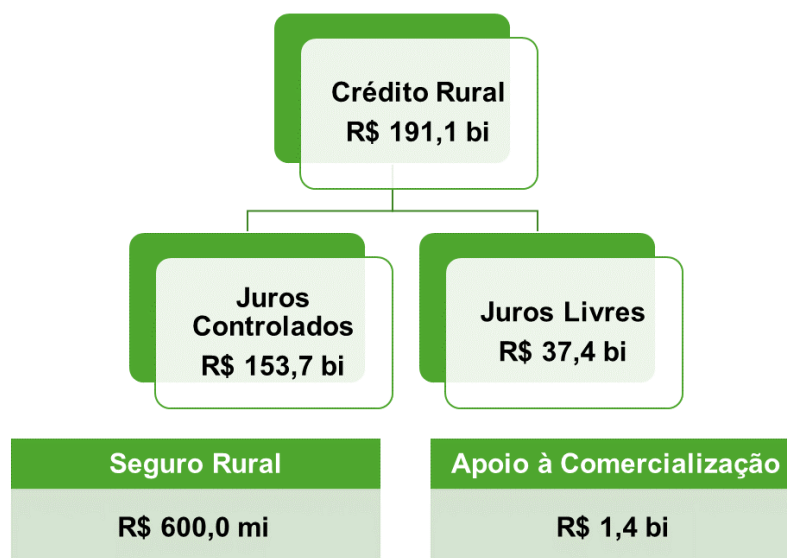 Crédito Rural
R$ 191,1 bi
Juros
Controlados
R$ 153,7 bi
Juros Livres
R$ 37,4 bi
Seguro Rural
R$ 600,0 mi
Apoio à Comercialização
R$ 1,4 bi